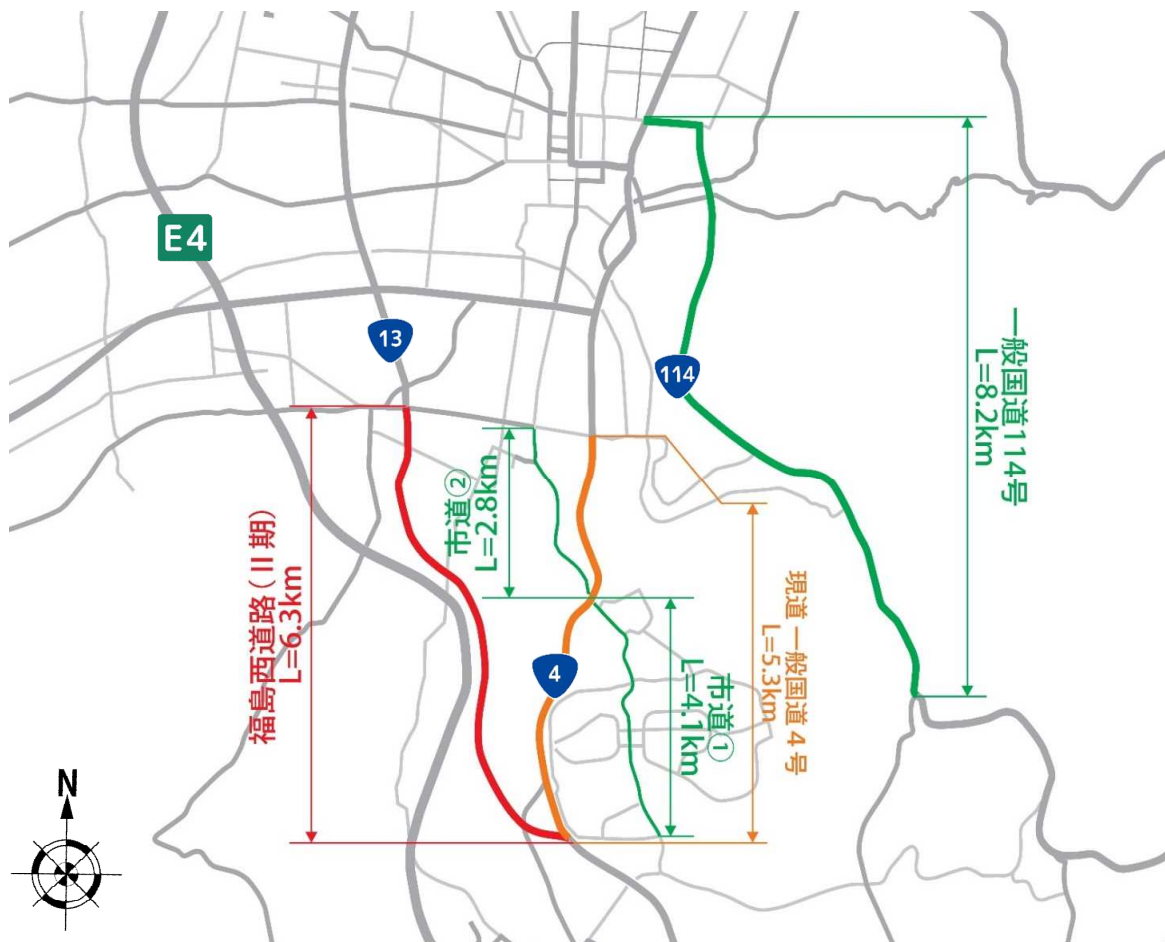 E4
13
114
一般国道114号
L=8.2km
市道②
L=2.8km
福島西道路(Ⅱ期)
L=6.3km
4
市道①
L=4.1km
現道 一般国道4号
L=5.3km
N